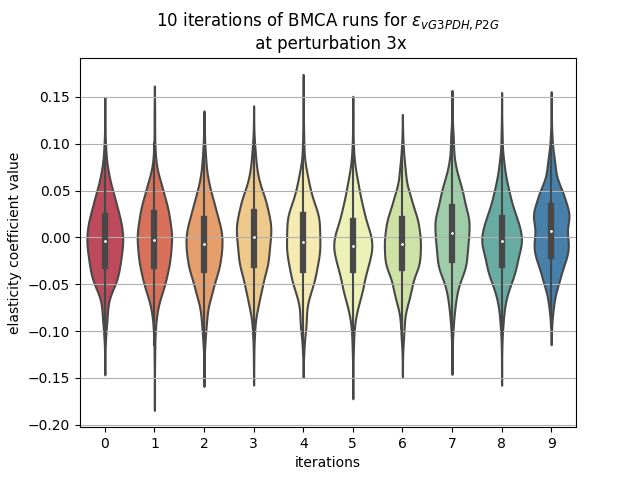 10 iterations of BMCA runs for ε_{vG3PDH,P2G}
at perturbation 3x
0.15
0.10
0.05
0.00
−0.05
−0.10
−0.15
−0.20
elasticity coefficient value
0 1 2 3 4 5 6 7 8 9
iterations